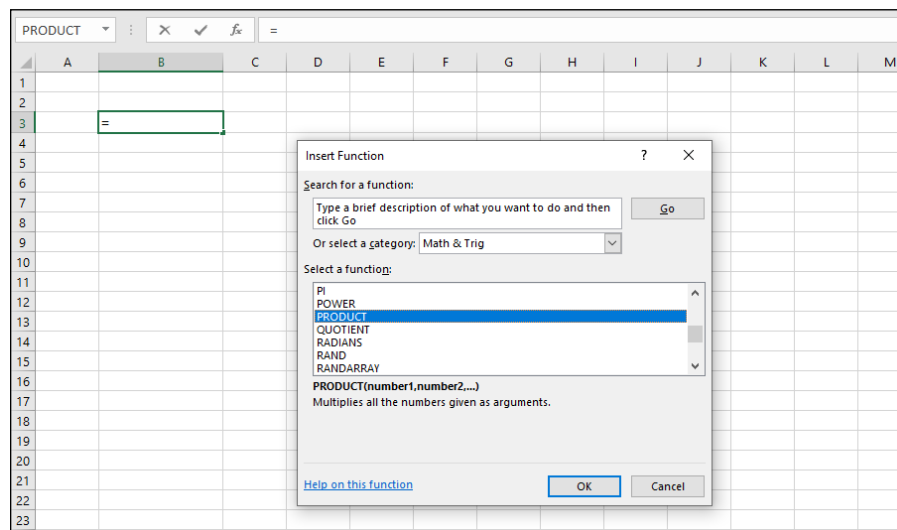 PRODUCT fx =
A B C D E F G H I J K L M
1
2
3 =
4
5
6
7
8
9
10
11
12
13
14
15
16
17
18
19
20
21
22
23
Insert Function ? X
Search for a function:
Type a brief description of what you want to do and then
click Go
Go
Or select a category: Math & Trig
Select a function:
PI
POWER
PRODUCT
QUOTIENT
RADIANS
RAND
RANDARRAY
PRODUCT(number1,number2,...)
Multiplies all the numbers given as arguments.
Help on this function
OK Cancel